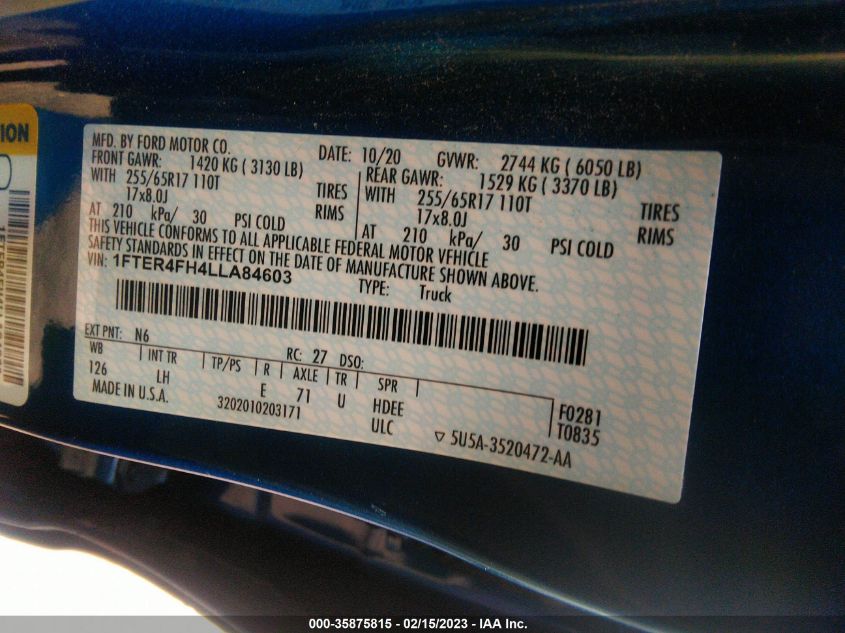 TION
MFD. BY FORD MOTOR CO. DATE: 10/20 GVWR: 2744 KG ( 6050 LB)
FRONT GAWR: 1420 KG ( 3130 LB) REAR GAWR: 1529 KG ( 3370 LB)
WITH 255/65R17 110T TIRES WITH 255/65R17 110T TIRES
17x8.0J RIMS 17x8.0J RIMS
AT 210 kPa/ 30 PSI COLD AT 210 kPa/ 30 PSI COLD
THIS VEHICLE CONFORMS TO ALL APPLICABLE FEDERAL MOTOR VEHICLE
SAFETY STANDARDS IN EFFECT ON THE DATE OF MANUFACTURE SHOWN ABOVE.
VIN: 1FTER4FH4LLA84603 TYPE: Truck
EXT PNT: N6 RC: 27 DSO:
WB INT TR TP/PS R AXLE TR SPR
126 LH E 71 U HDEE F0281
MADE IN U.S.A. 3202010203171 ULC T0835
▽ 5U5A-3520472-AA
000-35875815 - 02/15/2023 - IAA Inc.